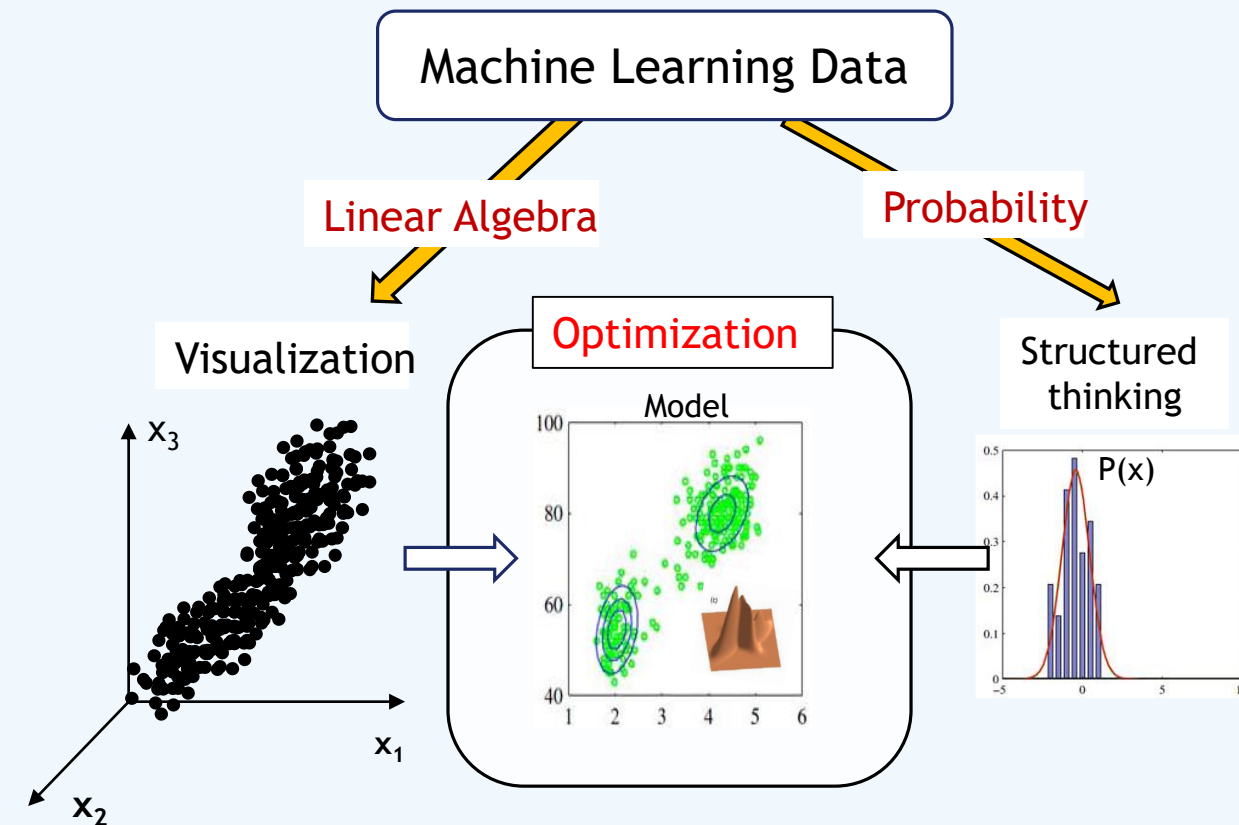 Machine Learning Data
Linear Algebra
Probability
Optimization
Visualization
Structured
thinking
Model
x3
x1
x2
100
80
60
40
1 2 3 4 5 6
P(x)
0.5
0.4
0.3
0.2
0.1
0
-5 0 5